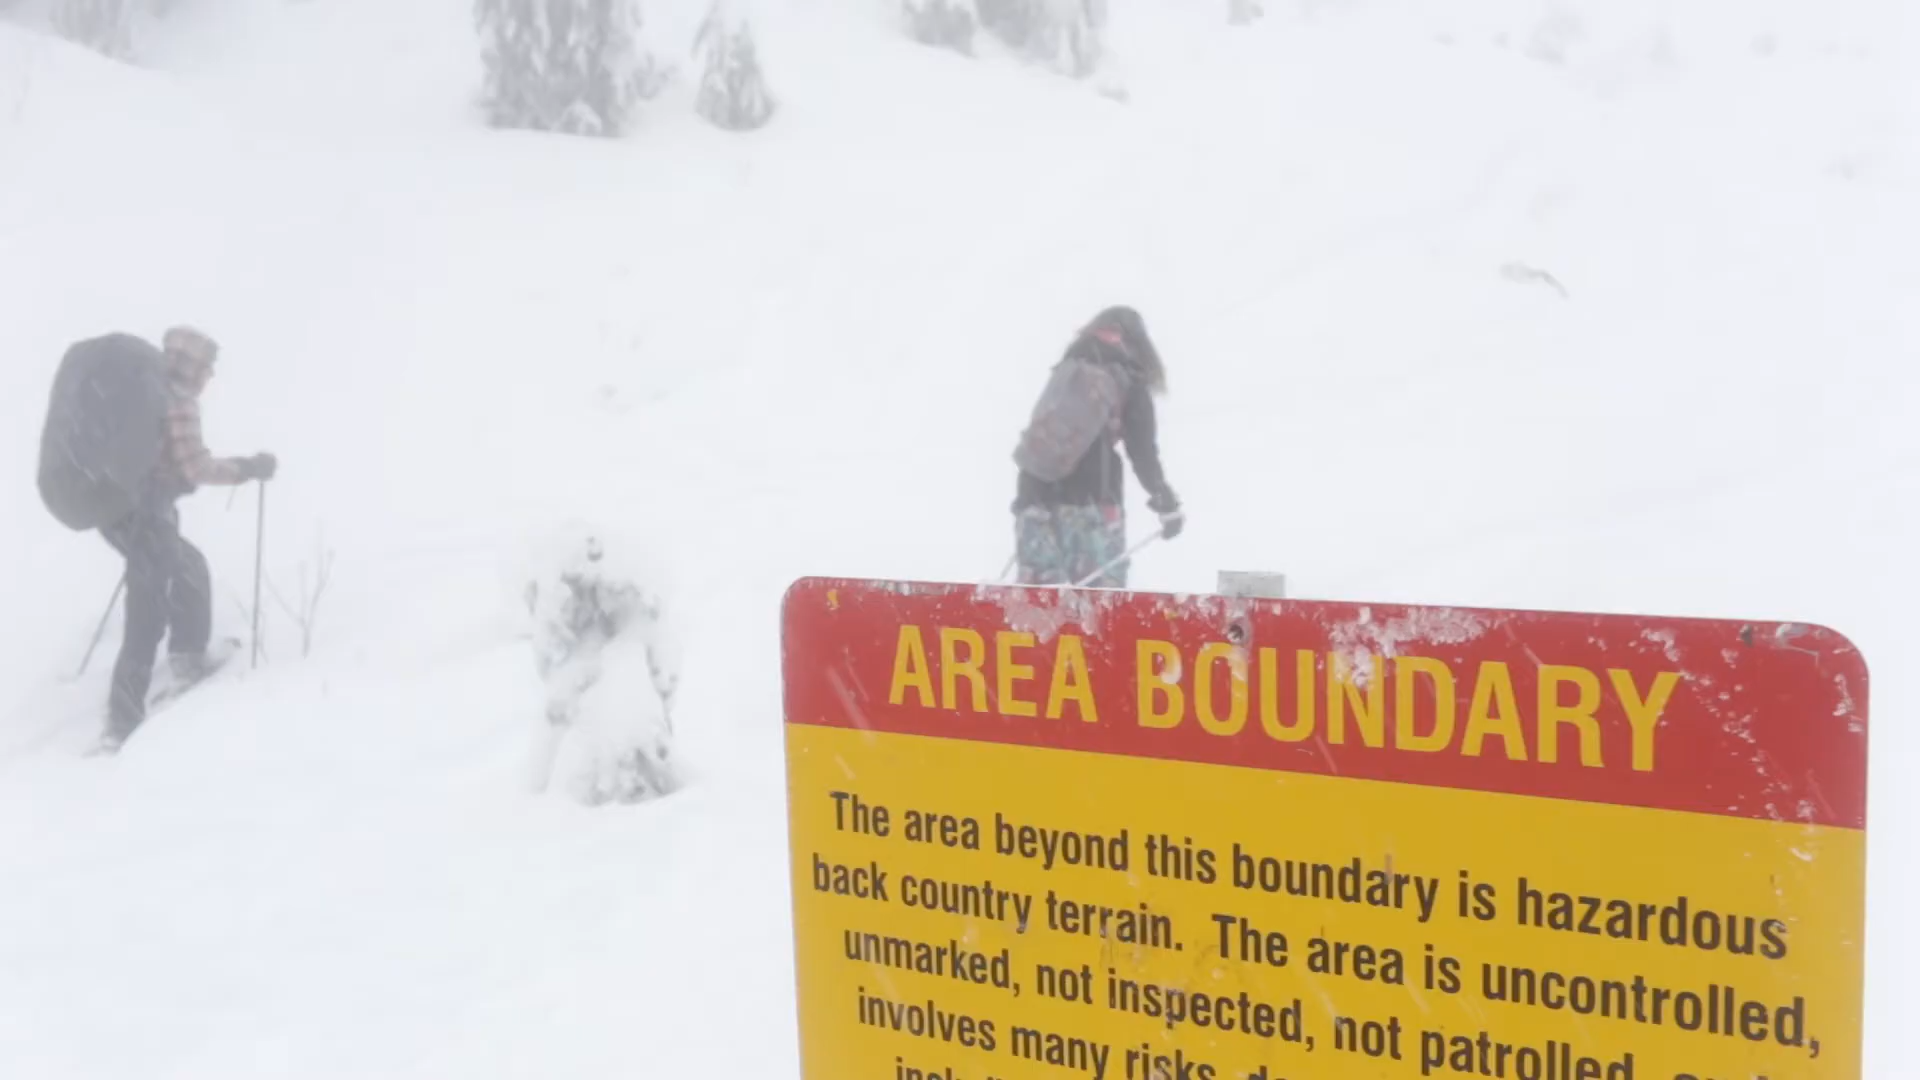 AREA BOUNDARY
The area beyond this boundary is hazardous
back country terrain. The area is uncontrolled,
unmarked, not inspected, not patrolled
involves many risks